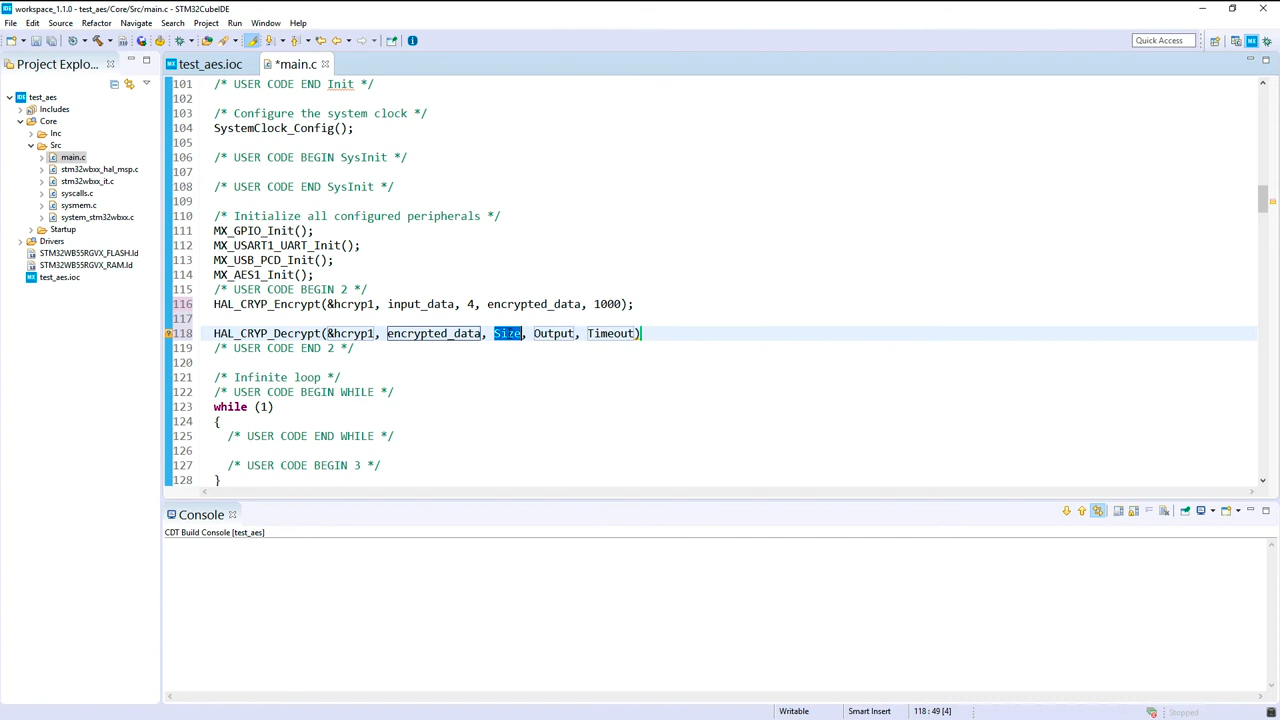 workspace_1.1.0 - test_aes/Core/Src/main.c - STM32CubeIDE
File Edit Source Refactor Navigate Search Project Run Window Help
Quick Access
Project Explo...
test_aes.ioc
*main.c
test_aes
Includes
Core
Inc
Src
main.c
stm32wbxx_hal_msp.c
stm32wbxx_it.c
syscalls.c
sysmem.c
system_stm32wbxx.c
Startup
Drivers
STM32WB55RGVX_FLASH.ld
STM32WB55RGVX_RAM.ld
test_aes.ioc
101 /* USER CODE END Init */
102
103 /* Configure the system clock */
104 SystemClock_Config();
105
106 /* USER CODE BEGIN SysInit */
107
108 /* USER CODE END SysInit */
109
110 /* Initialize all configured peripherals */
111 MX_GPIO_Init();
112 MX_USART1_UART_Init();
113 MX_USB_PCD_Init();
114 MX_AES1_Init();
115 /* USER CODE BEGIN 2 */
116 HAL_CRYP_Encrypt(&hcryp1, input_data, 4, encrypted_data, 1000);
117
118 HAL_CRYP_Decrypt(&hcryp1, encrypted_data, Size, Output, Timeout)
119 /* USER CODE END 2 */
120
121 /* Infinite loop */
122 /* USER CODE BEGIN WHILE */
123 while (1)
124 {
125 /* USER CODE END WHILE */
126
127 /* USER CODE BEGIN 3 */
128 }
Console
CDT Build Console [test_aes]
Writable Smart Insert 118 : 49 [4] Stopped